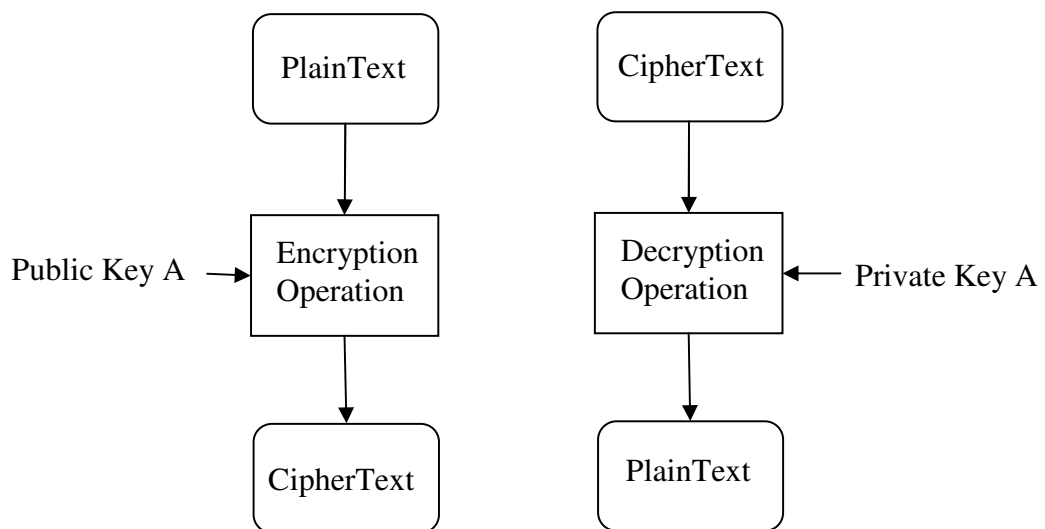 PlainText
CipherText
Public Key A
Encryption
Operation
Decryption
Operation
Private Key A
CipherText
PlainText